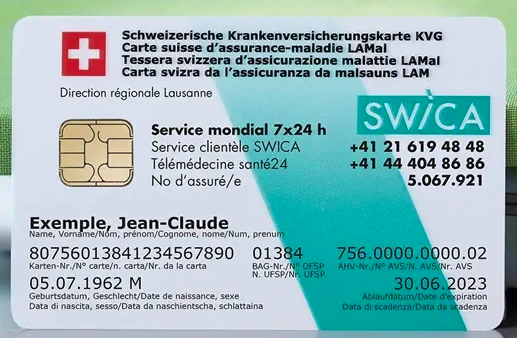 Schweizerische Krankenversicherungskarte KVG
Carte suisse d'assurance-maladie LAMal
Tessera svizzera d'assicurazione malattie LAMal
Carta svizra da l'assicuranza da malsauns LAM
Direction régionale Lausanne
SWICA
Service mondial 7x24 h
Service clientèle SWICA +41 21 619 48 48
Télémédecine santé24 +41 44 404 86 86
No d'assuré/e 5.067.921
Exemple, Jean-Claude
Name, Vorname/Nom, prénom/Cognome, nome/Num, prenum
80756013841234567890 01384 756.0000.0000.02
Karten-Nr./N° carte/n. carta/Nr. da la carta BAG-Nr./N° OFSP AHV-Nr./N° AVS/N. AVS/Nr. AVS
N. UFSP/Nr. UFSP
05.07.1962 M 30.06.2023
Geburtsdatum, Geschlecht/Date de naissance, sexe Ablaufdatum/Date d'expiration
Data di nascita, sesso/Data da naschientscha, schlattaina Data di scadenza/Data da scadenza